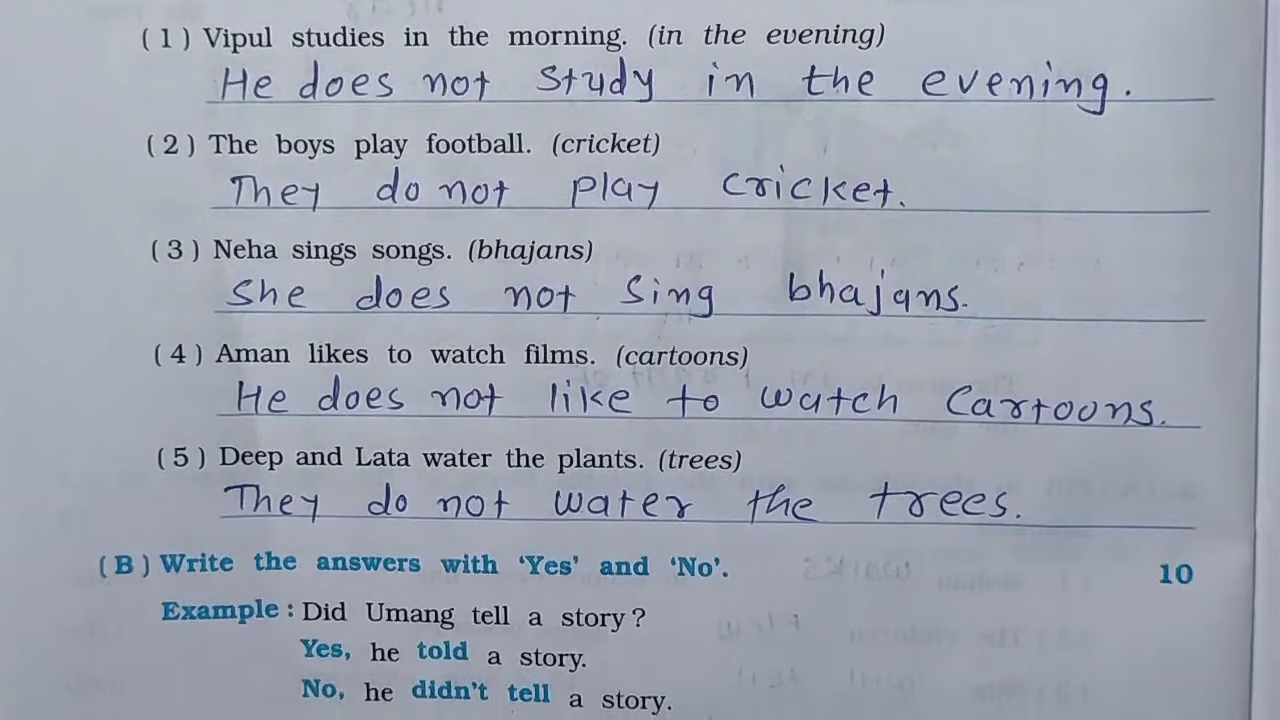 ( 1 ) Vipul studies in the morning. (in the evening)
He does not study in the evening.
( 2 ) The boys play football. (cricket)
They do not play cricket.
( 3 ) Neha sings songs. (bhajans)
She does not sing bhajans.
( 4 ) Aman likes to watch films. (cartoons)
He does not like to watch cartoons.
( 5 ) Deep and Lata water the plants. (trees)
They do not water the trees.
( B ) Write the answers with ‘Yes’ and ‘No’. 10
Example : Did Umang tell a story ?
Yes, he told a story.
No, he didn't tell a story.